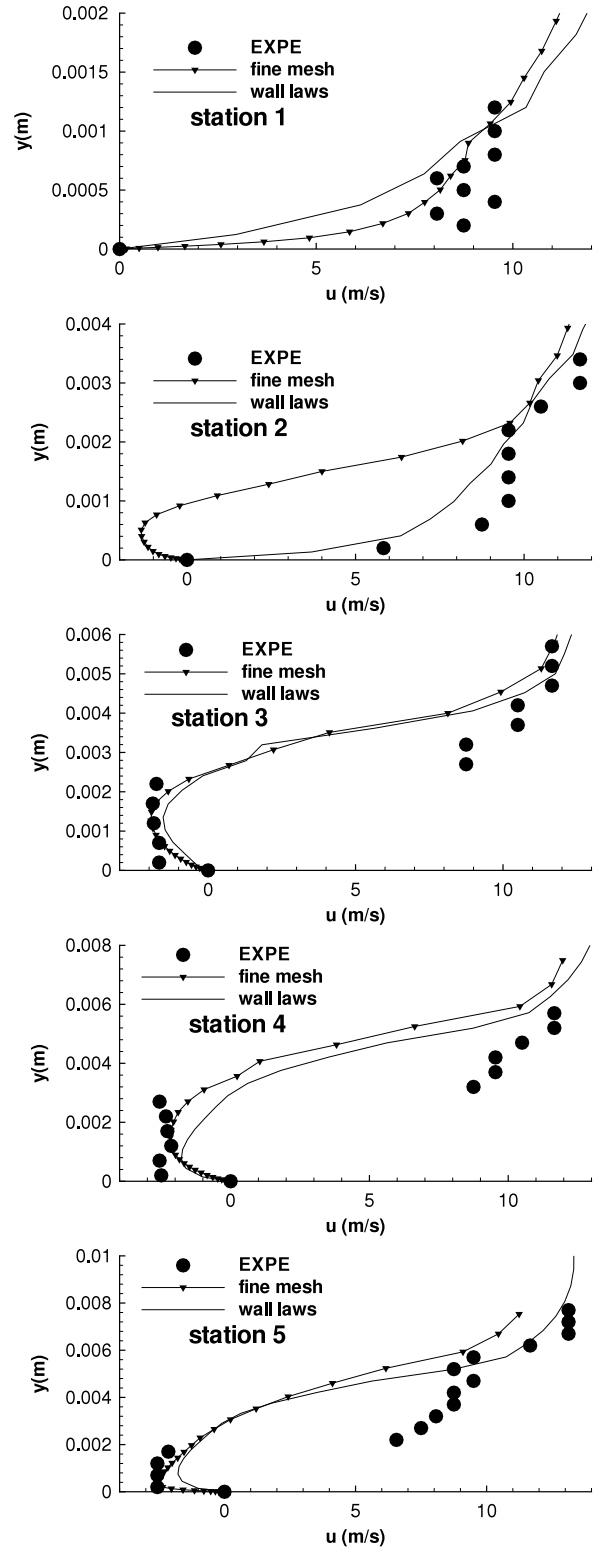 0.002
EXPE
fine mesh
wall laws
station 1
0.0015
0.001
0.0005
0
y(m)
0 5 10
u (m/s)
0.004
EXPE
fine mesh
wall laws
station 2
0.003
0.002
0.001
0
y(m)
0 5 10
u (m/s)
0.006
EXPE
fine mesh
wall laws
station 3
0.005
0.004
0.003
0.002
0.001
0
y(m)
0 5 10
u (m/s)
0.008
EXPE
fine mesh
wall laws
station 4
0.006
0.004
0.002
0
y(m)
0 5 10
u (m/s)
0.01
EXPE
fine mesh
wall laws
station 5
0.008
0.006
0.004
0.002
0
y(m)
0 5 10
u (m/s)